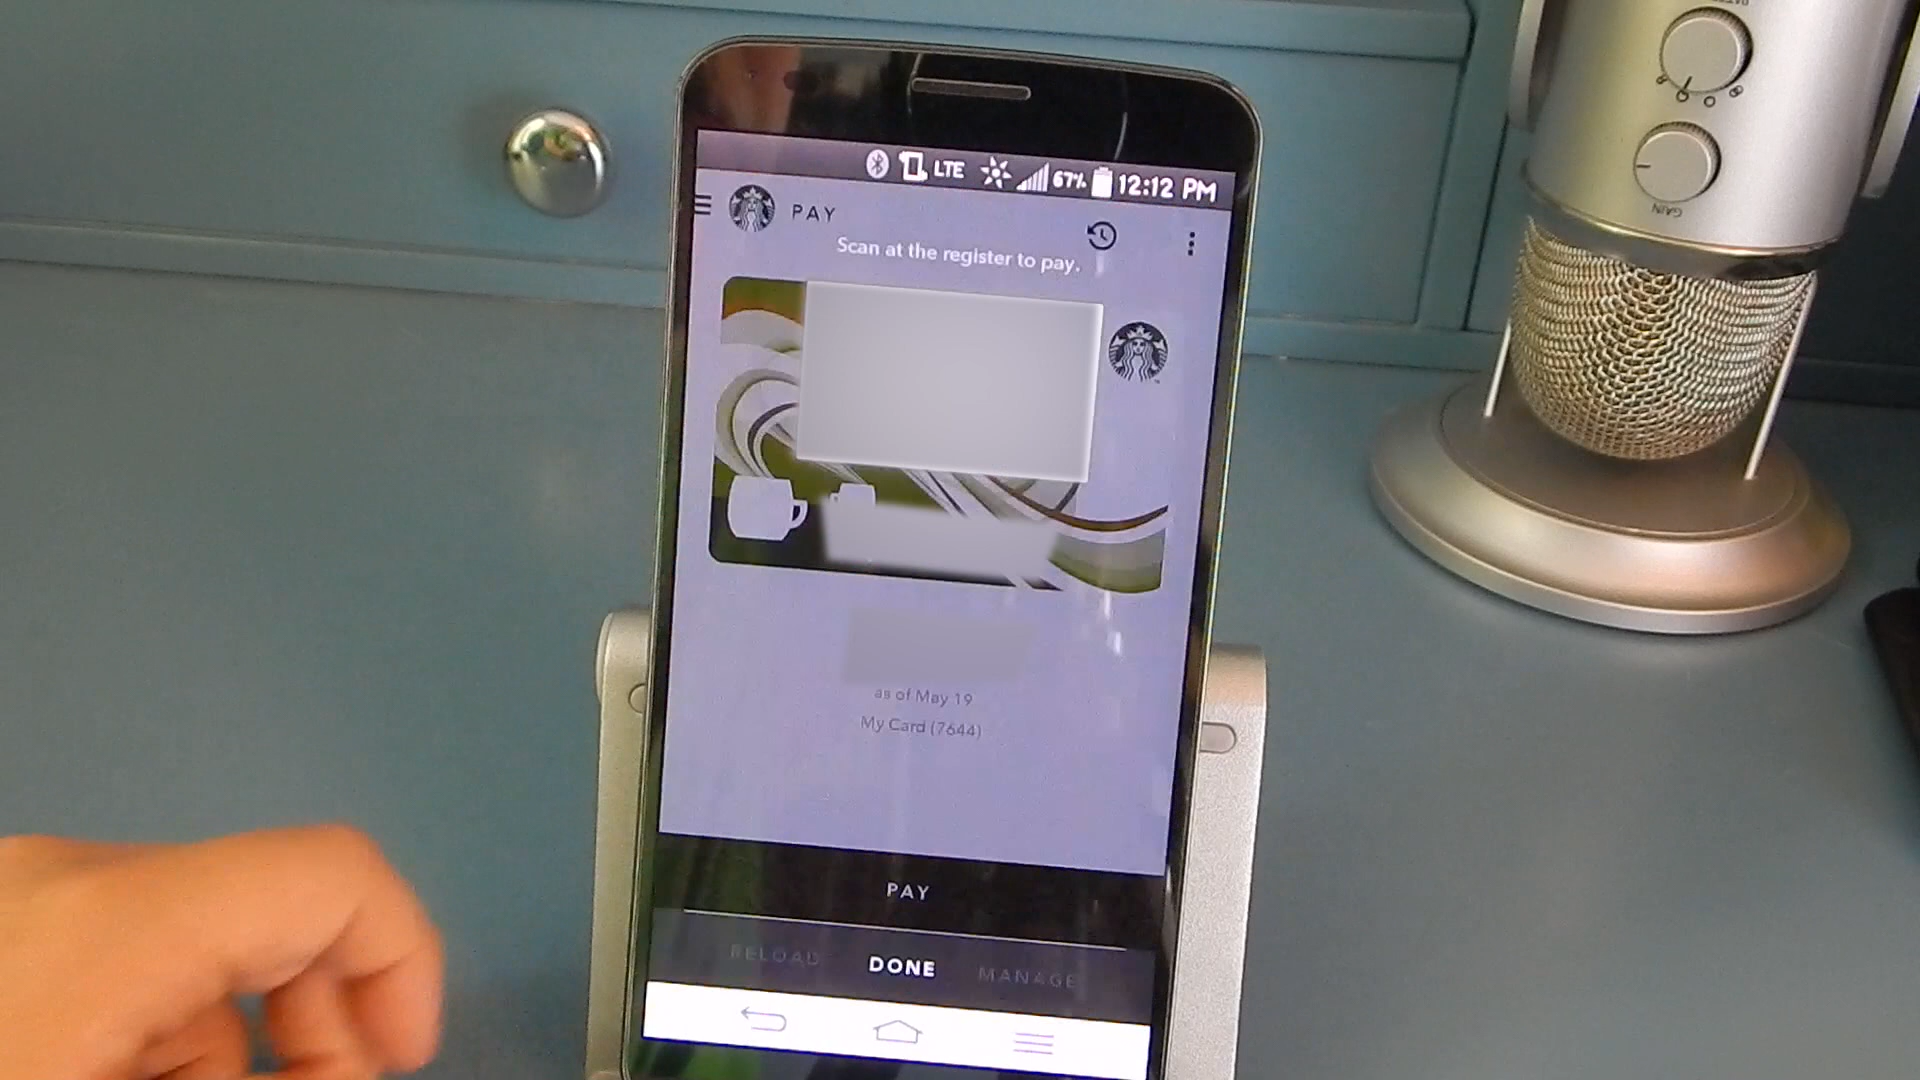 LTE 67% 12:12 PM
PAY
Scan at the register to pay.
as of May 19
My Card (7644)
PAY
RELOAD DONE MANAGE
GAIN